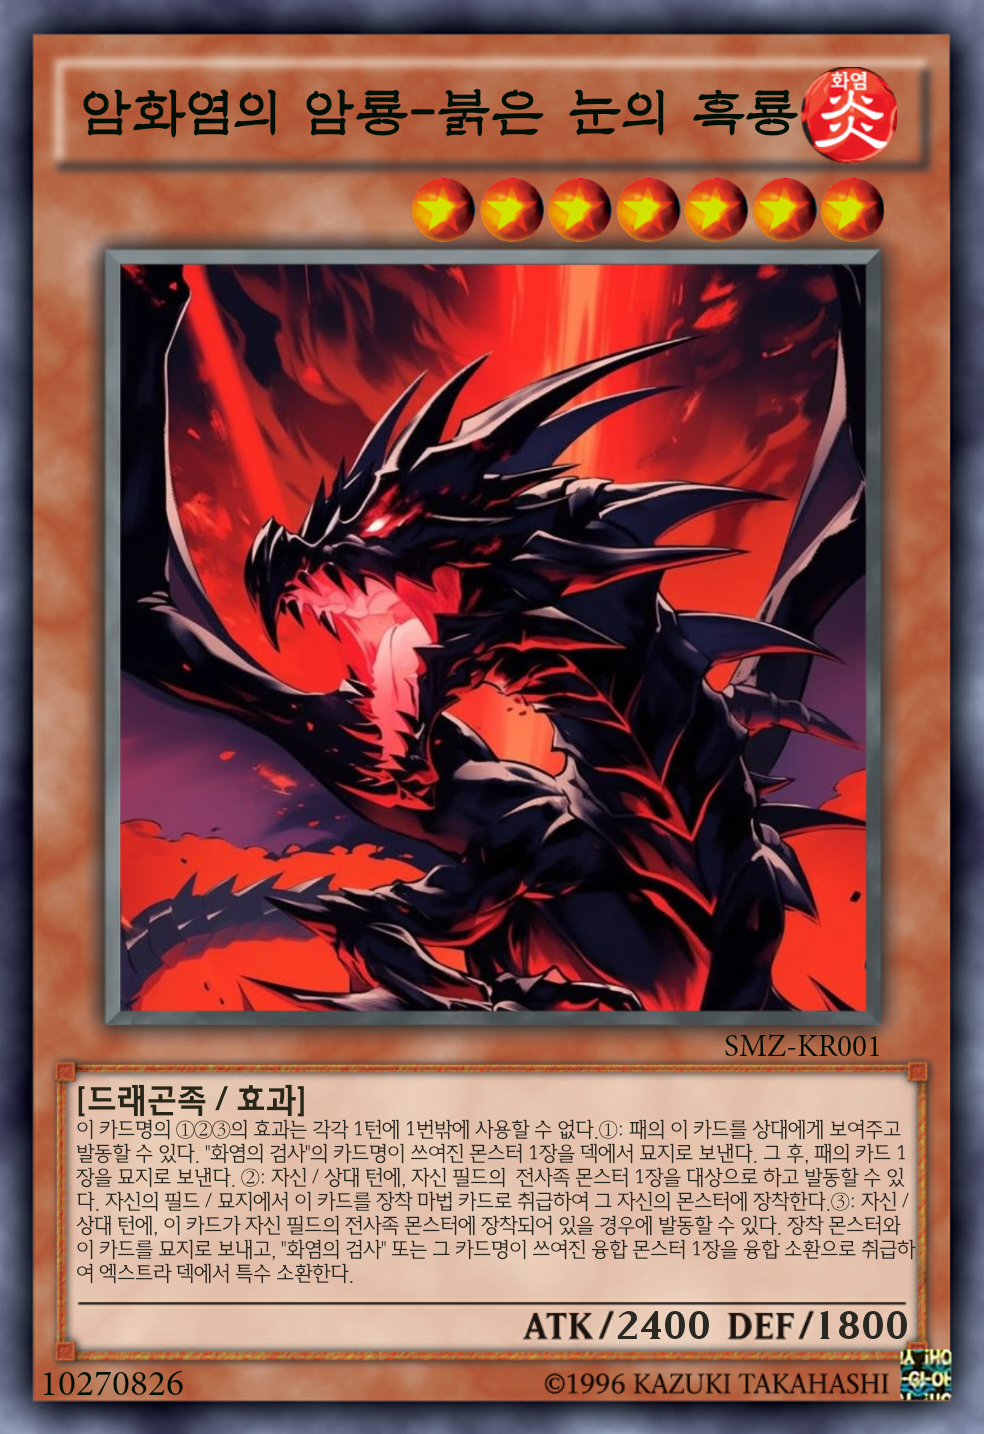 암화염의 암룡-붉은 눈의 흑룡
화염
炎
SMZ-KR001
[드래곤족 / 효과]
이 카드명의 ①②③의 효과는 각각 1턴에 1번밖에 사용할 수 없다.①: 패의 이 카드를 상대에게 보여주고
발동할 수 있다. "화염의 검사"의 카드명이 쓰여진 몬스터 1장을 덱에서 묘지로 보낸다. 그 후, 패의 카드 1
장을 묘지로 보낸다. ②: 자신 / 상대 턴에, 자신 필드의 전사족 몬스터 1장을 대상으로 하고 발동할 수 있
다. 자신의 필드 / 묘지에서 이 카드를 장착 마법 카드로 취급하여 그 자신의 몬스터에 장착한다.③: 자신 /
상대 턴에, 이 카드가 자신 필드의 전사족 몬스터에 장착되어 있을 경우에 발동할 수 있다. 장착 몬스터와
이 카드를 묘지로 보내고, "화염의 검사" 또는 그 카드명이 쓰여진 융합 몬스터 1장을 융합 소환으로 취급하
여 엑스트라 덱에서 특수 소환한다.
ATK/2400 DEF/1800
10270826 ©1996 KAZUKI TAKAHASHI